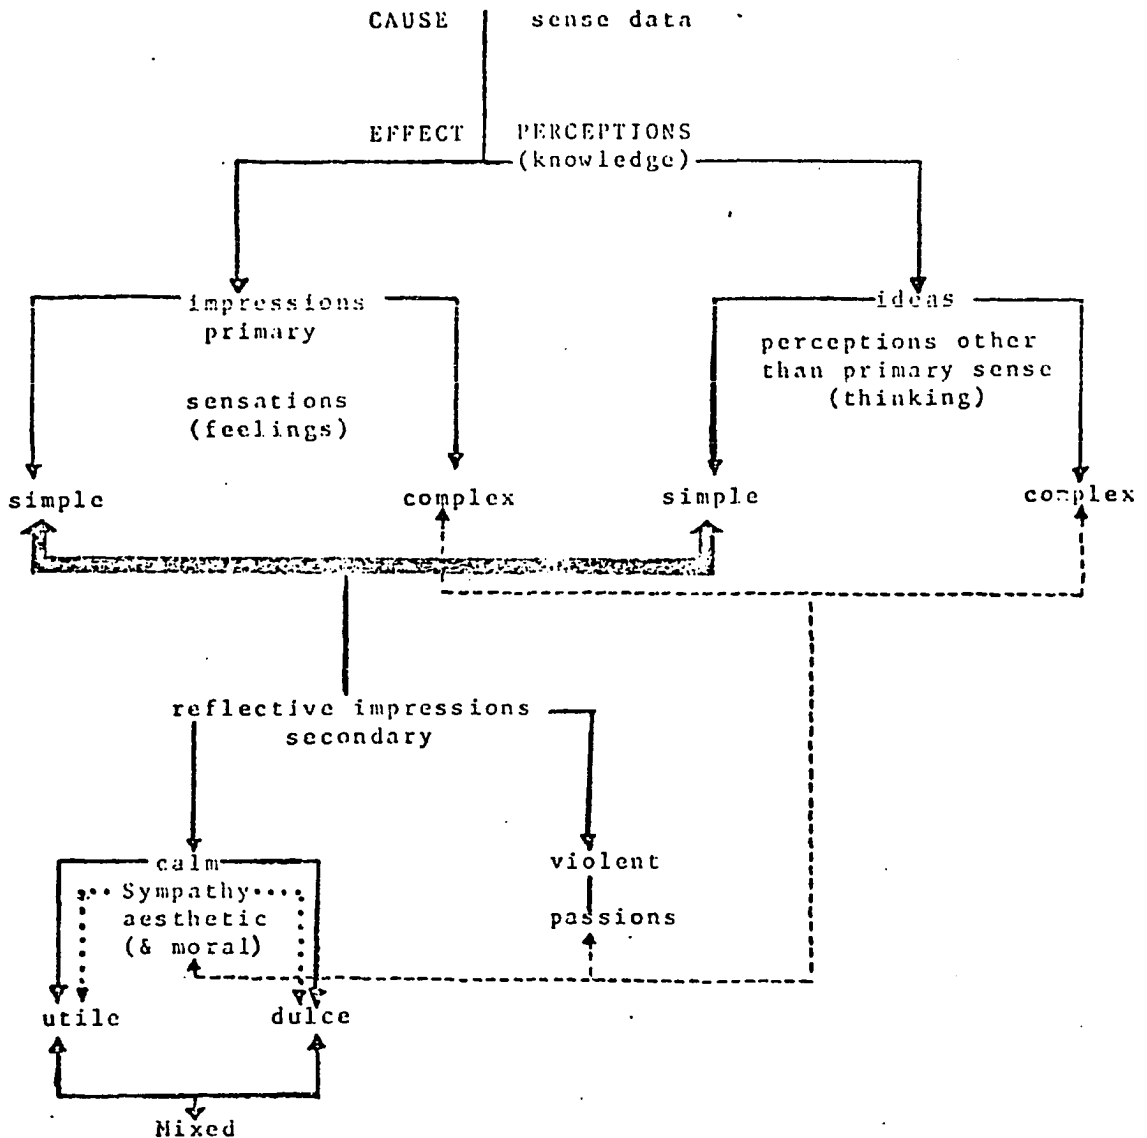 CAUSE sense data
EFFECT PERCEPTIONS
(knowledge)
impressions
primary
sensations
(feelings)
ideas
perceptions other
than primary sense
(thinking)
simple complex simple complex
reflective impressions
secondary
calm
Sympathy
aesthetic
(& moral)
violent
passions
utile dulce
Mixed